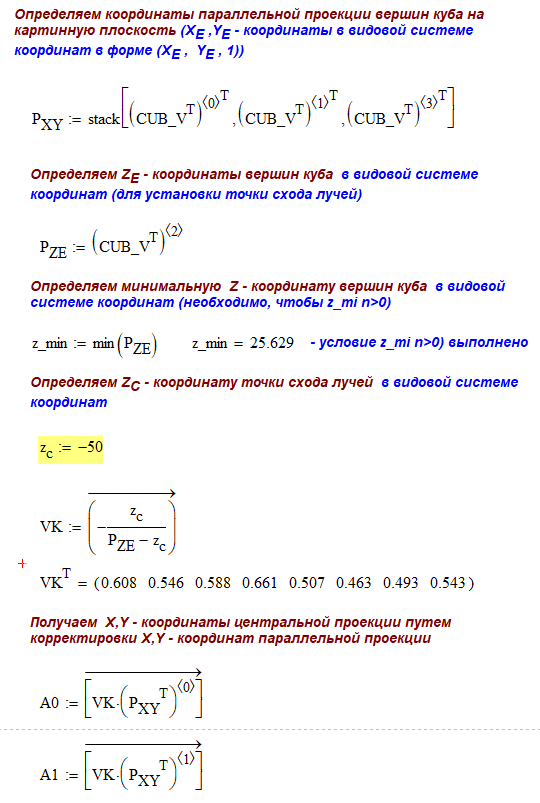 Определяем координаты параллельной проекции вершин куба на
картинную плоскость (XE ,YE - координаты в видовой системе
координат в форме (XE , YE , 1))
PXY := stack[(CUB_V^T)^⟨0⟩^T ,(CUB_V^T)^⟨1⟩^T ,(CUB_V^T)^⟨3⟩^T]
Определяем ZE - координаты вершин куба в видовой системе
координат (для установки точки схода лучей)
PZE := (CUB_V^T)^⟨2⟩
Определяем минимальную Z - координату вершин куба в видовой
системе координат (необходимо, чтобы z_mi n>0)
z_min := min(PZE) z_min = 25.629 - условие z_mi n>0) выполнено
Определяем ZC - координату точки схода лучей в видовой системе
координат
zc := −50
VK := (− zc / (PZE − zc))
VK^T = (0.608 0.546 0.588 0.661 0.507 0.463 0.493 0.543)
Получаем X,Y - координаты центральной проекции путем
корректировки X,Y - координат параллельной проекции
A0 := [VK·(PXY^T)^⟨0⟩]
A1 := [VK·(PXY^T)^⟨1⟩]